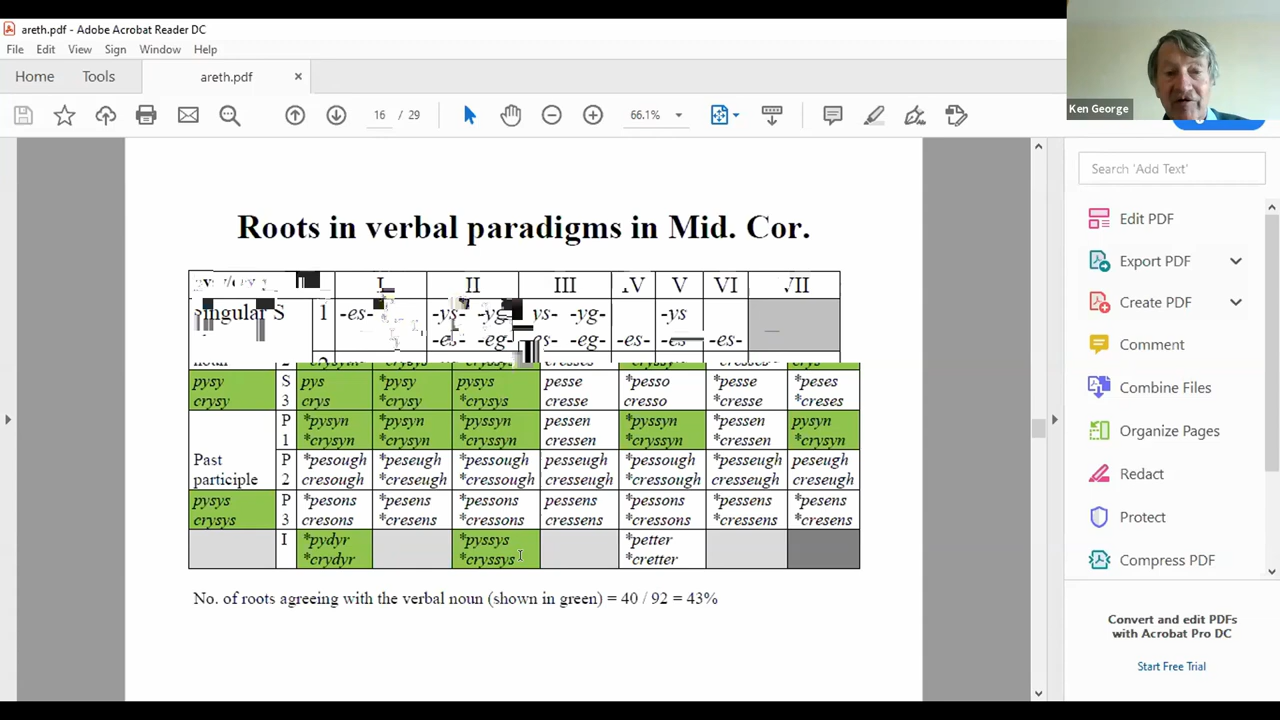 areth.pdf - Adobe Acrobat Reader DC
File Edit View Sign Window Help
Home Tools areth.pdf ×
16 / 29 66.1%
Ken George
Search 'Add Text'
Edit PDF
Export PDF
Create PDF
Comment
Combine Files
Organize Pages
Redact
Protect
Compress PDF
Convert and edit PDFs
with Acrobat Pro DC
Start Free Trial
Roots in verbal paradigms in Mid. Cor.
II III V VI VII
Singular S 1 -es- -ys- -yg- ys- -yg- -ys
-eg- es- -eg- -es- -es-
pysy S pys *pysy pysys pesse *pesso *pesse *peses
crysy 3 crys *crysy *crysys cresse cresso *cresse *creses
P *pysyn *pysyn *pyssyn pessen *pyssyn *pessen pysyn
1 *crysyn *crysyn *cryssyn cressen *cryssyn *cressen *crysyn
Past P *pesough *peseugh *pessough pesseugh *pessough *pesseugh peseugh
participle 2 cresough *creseugh *cressough cresseugh *cressough *cresseugh creseugh
pysys P *pesons *pesens *pessons pessens *pessons *pessens *pesens
crysys 3 cresons *cresens *cressons cressens *cressons *cressens *cresens
I *pydyr *pyssys *petter
*crydyr *cryssys *cretter
No. of roots agreeing with the verbal noun (shown in green) = 40 / 92 = 43%